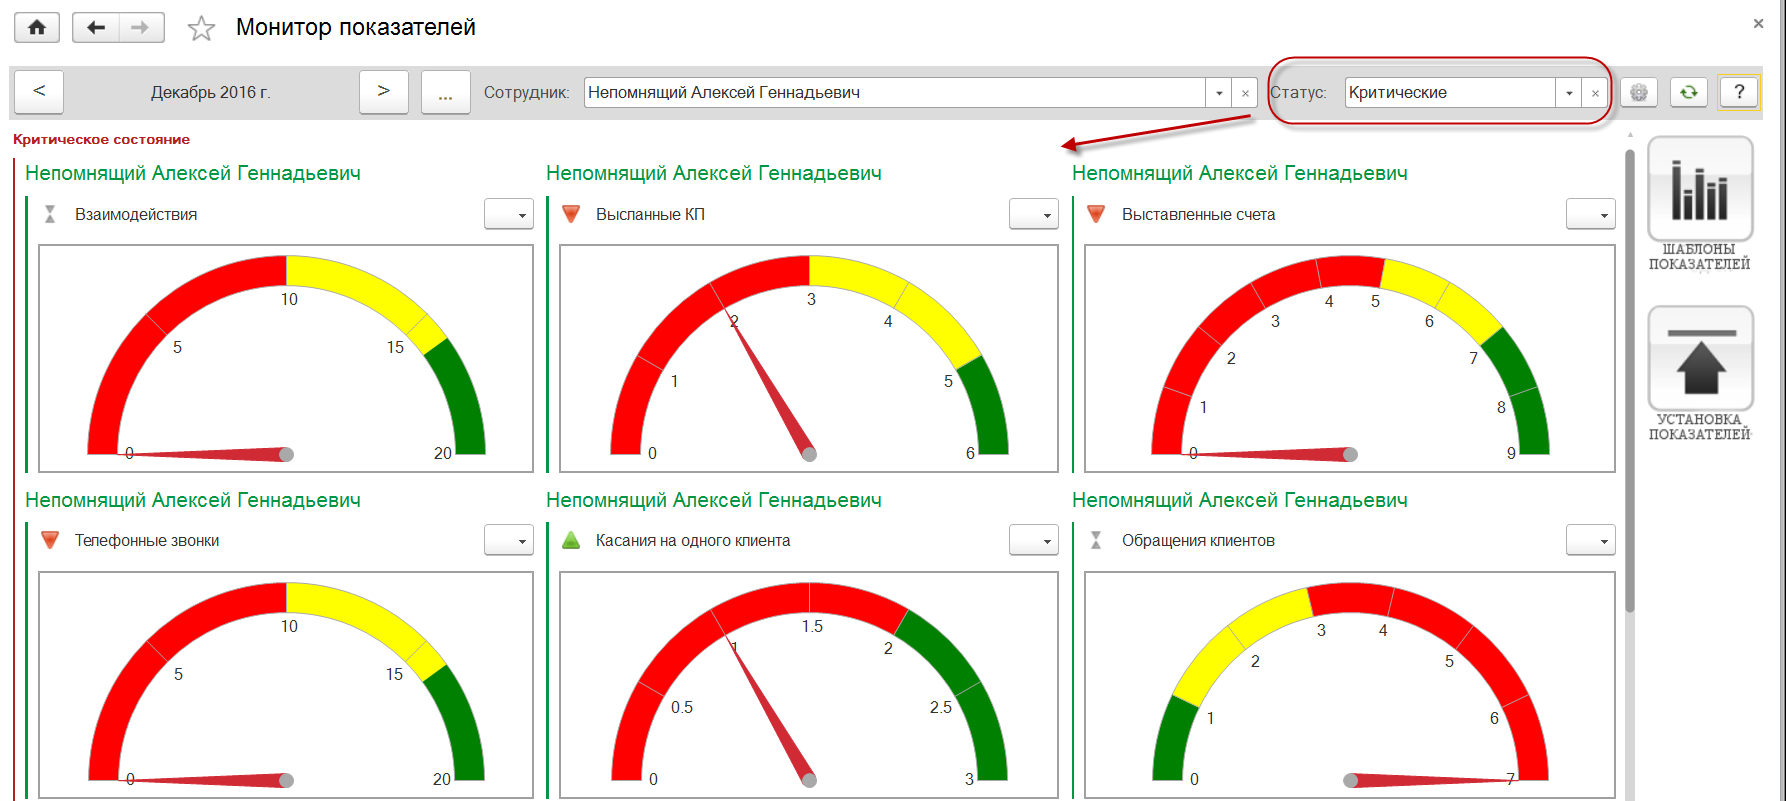 Монитор показателей
×
<
Декабрь 2016 г.
>
...
Сотрудник:
Непомнящий Алексей Геннадьевич
×
Статус:
Критические
×
?
Критическое состояние
Непомнящий Алексей Геннадьевич
Взаимодействия
0
5
10
15
20
Непомнящий Алексей Геннадьевич
Высланные КП
0
1
2
3
4
5
6
Непомнящий Алексей Геннадьевич
Выставленные счета
0
1
2
3
4
5
6
7
8
9
ШАБЛОНЫ
ПОКАЗАТЕЛЕЙ
УСТАНОВКА
ПОКАЗАТЕЛЕЙ
Непомнящий Алексей Геннадьевич
Телефонные звонки
0
5
10
15
20
Непомнящий Алексей Геннадьевич
Касания на одного клиента
0
0.5
1
1.5
2
2.5
3
Непомнящий Алексей Геннадьевич
Обращения клиентов
0
1
2
3
4
5
6
7